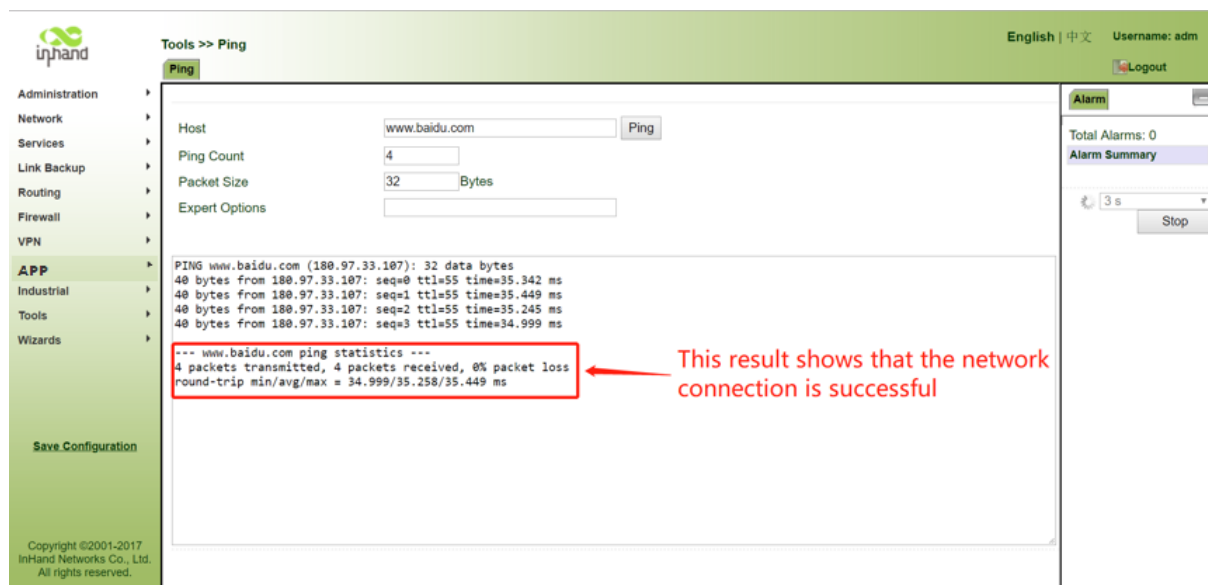 inhand
Tools >> Ping
English | 中文 Username: adm
Ping
Logout
Administration
Network
Services
Link Backup
Routing
Firewall
VPN
APP
Industrial
Tools
Wizards
Save Configuration
Copyright ©2001-2017
InHand Networks Co., Ltd.
All rights reserved.
Host www.baidu.com Ping
Ping Count 4
Packet Size 32 Bytes
Expert Options
PING www.baidu.com (180.97.33.107): 32 data bytes
40 bytes from 180.97.33.107: seq=0 ttl=55 time=35.342 ms
40 bytes from 180.97.33.107: seq=1 ttl=55 time=35.449 ms
40 bytes from 180.97.33.107: seq=2 ttl=55 time=35.245 ms
40 bytes from 180.97.33.107: seq=3 ttl=55 time=34.999 ms
--- www.baidu.com ping statistics ---
4 packets transmitted, 4 packets received, 0% packet loss
round-trip min/avg/max = 34.999/35.258/35.449 ms
This result shows that the network
connection is successful
Alarm
Total Alarms: 0
Alarm Summary
3 s
Stop